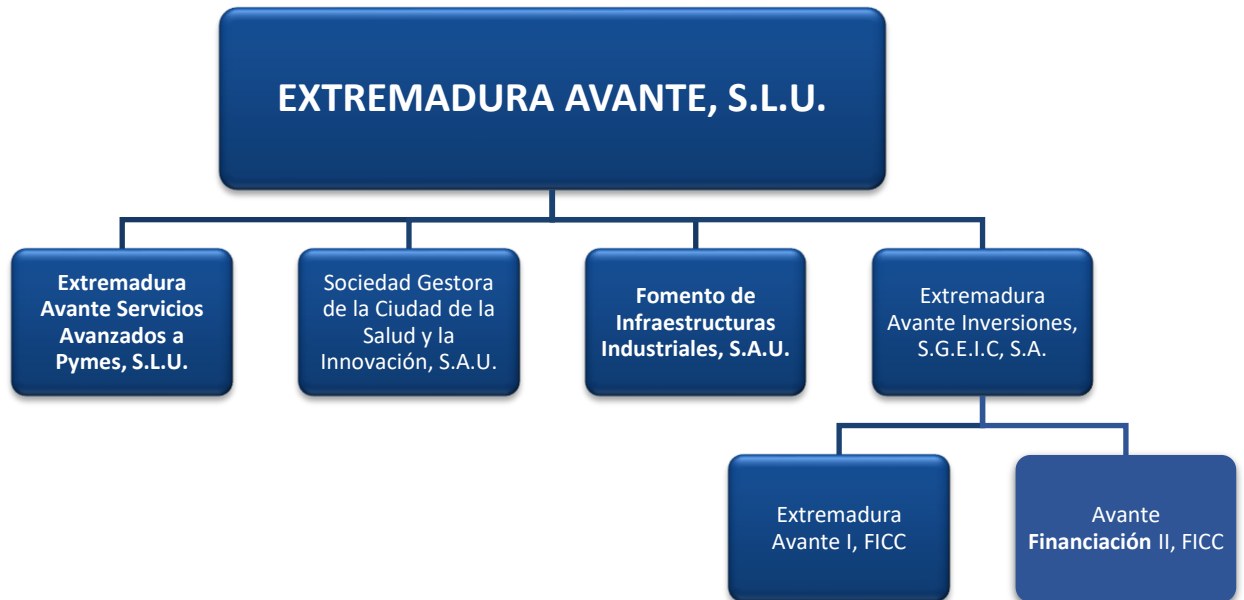 EXTREMADURA AVANTE, S.L.U.
Extremadura
Avante Servicios
Avanzados a
Pymes, S.L.U.
Sociedad Gestora
de la Ciudad de la
Salud y la
Innovación, S.A.U.
Fomento de
Infraestructuras
Industriales, S.A.U.
Extremadura
Avante Inversiones,
S.G.E.I.C, S.A.
Extremadura
Avante I, FICC
Avante
Financiación II, FICC